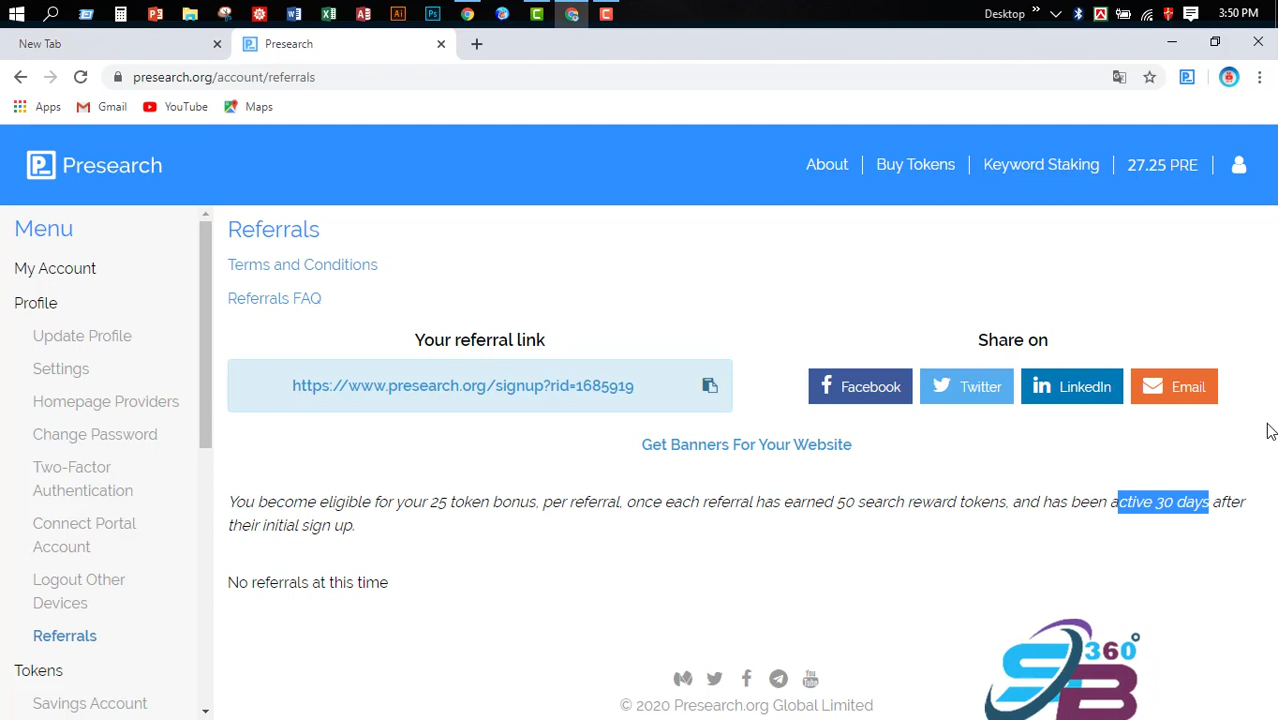 Desktop
3:50 PM
New Tab
Presearch
presearch.org/account/referrals
Apps
Gmail
YouTube
Maps
Presearch
About
Buy Tokens
Keyword Staking
27.25 PRE
Menu
My Account
Profile
Update Profile
Settings
Homepage Providers
Change Password
Two-Factor
Authentication
Connect Portal
Account
Logout Other
Devices
Referrals
Tokens
Savings Account
Referrals
Terms and Conditions
Referrals FAQ
Your referral link
https://www.presearch.org/signup?rid=1685919
Share on
Facebook
Twitter
LinkedIn
Email
Get Banners For Your Website
You become eligible for your 25 token bonus, per referral, once each referral has earned 50 search reward tokens, and has been active 30 days after
their initial sign up.
No referrals at this time
© 2020 Presearch.org Global Limited
S 360°
B